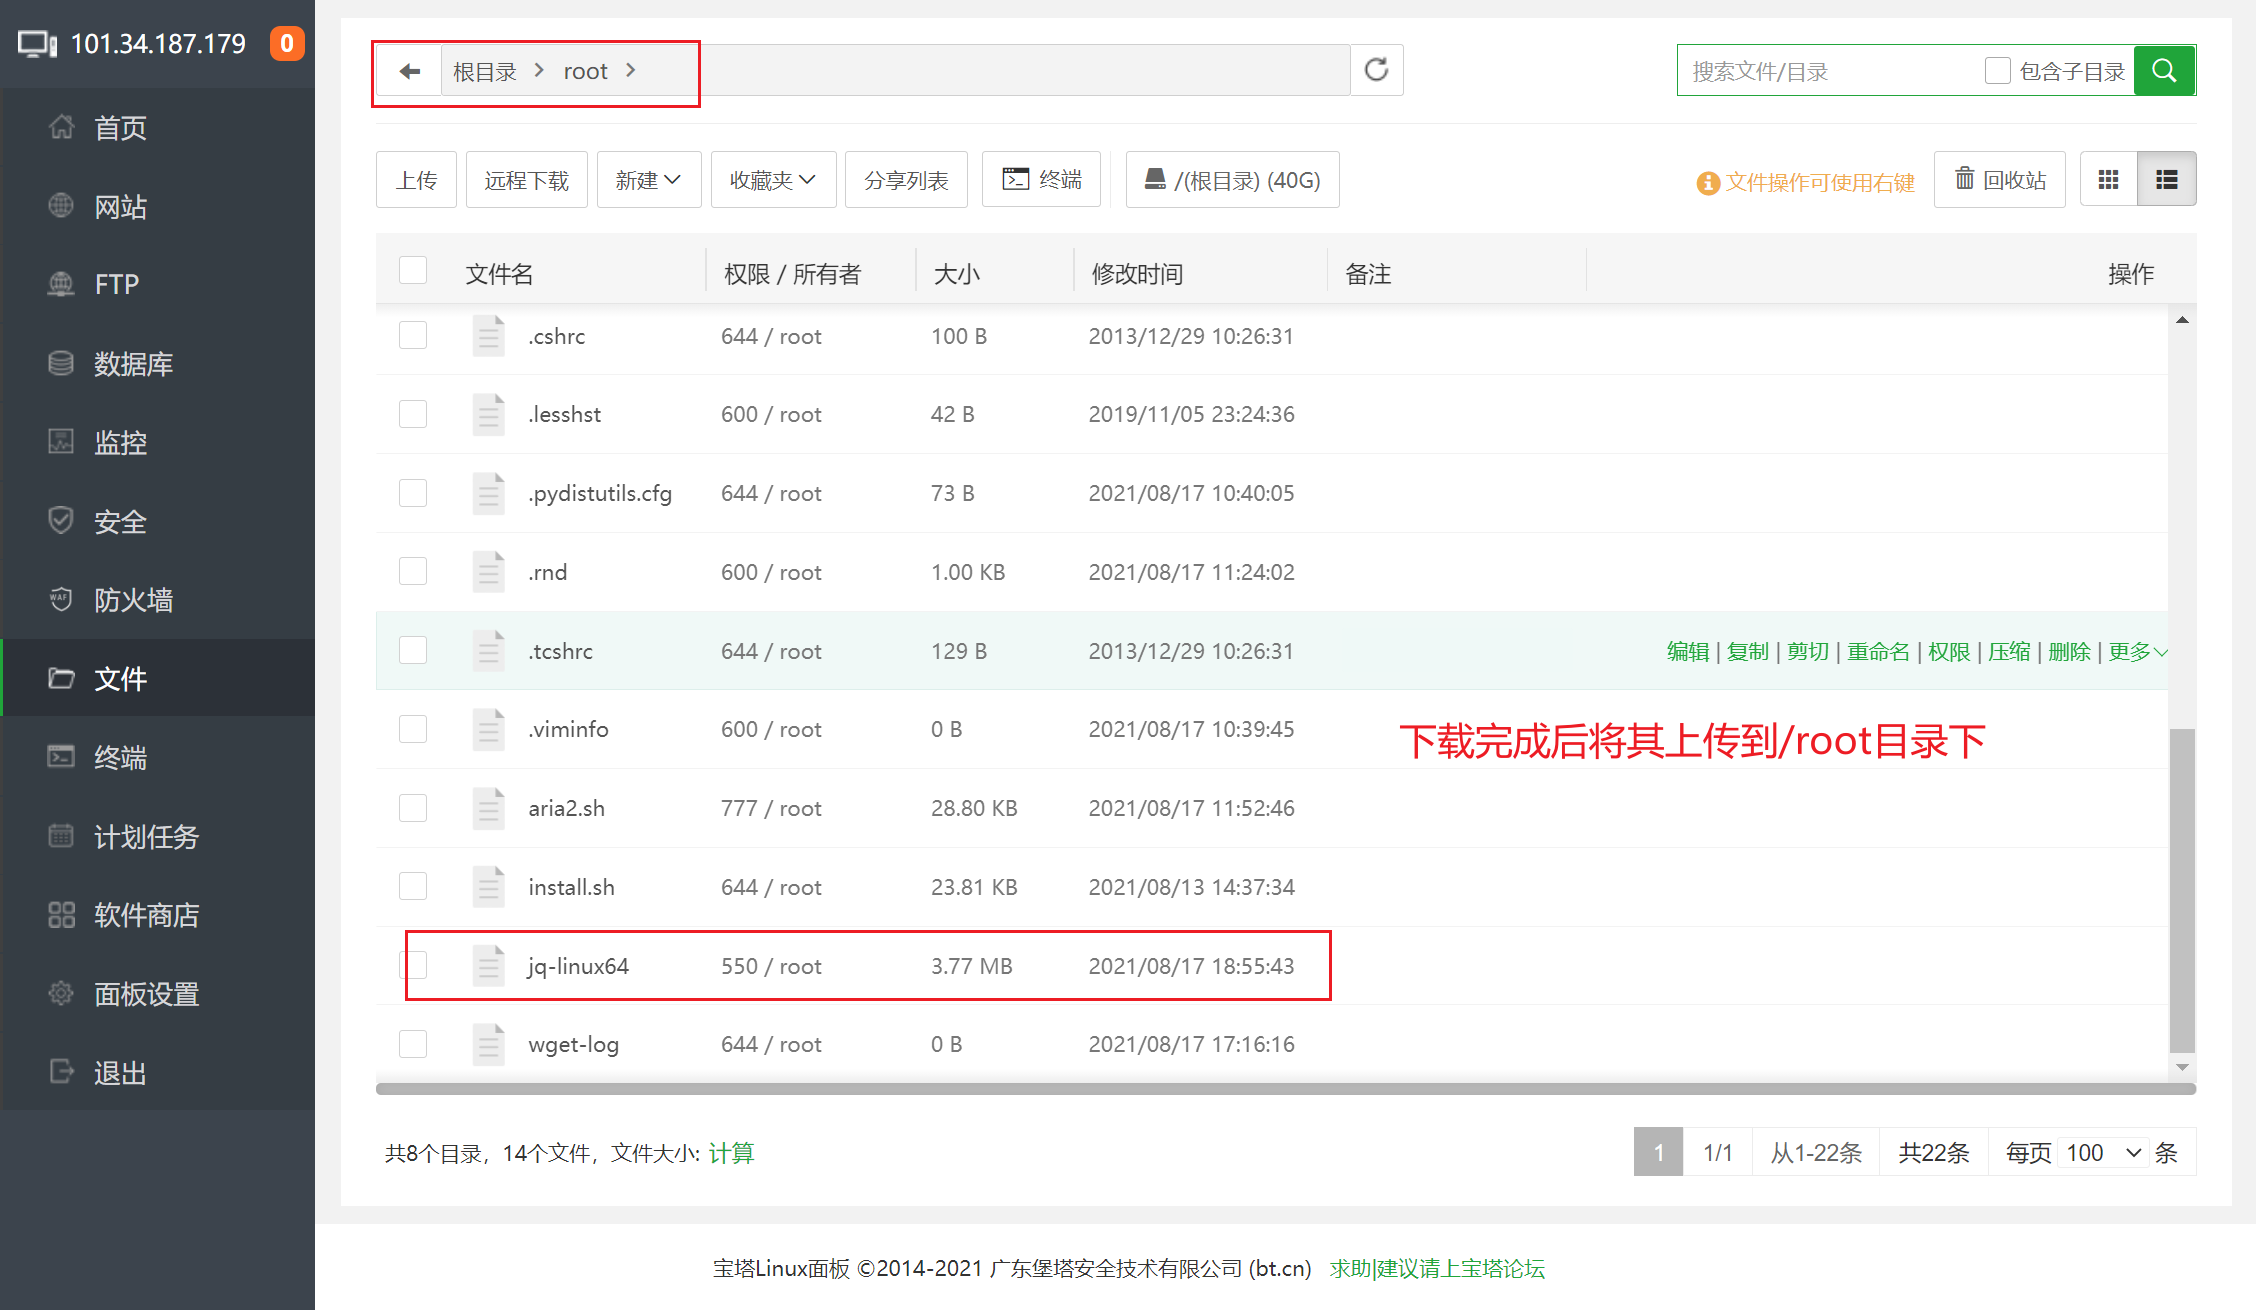 101.34.187.179 0
首页
网站
FTP
数据库
监控
安全
WAF 防火墙
文件
终端
计划任务
软件商店
面板设置
退出
根目录 root
搜索文件/目录 包含子目录
上传 远程下载 新建 收藏夹 分享列表 终端 /(根目录) (40G) 文件操作可使用右键 回收站
文件名 权限 / 所有者 大小 修改时间 备注 操作
.cshrc 644 / root 100 B 2013/12/29 10:26:31
.lesshst 600 / root 42 B 2019/11/05 23:24:36
.pydistutils.cfg 644 / root 73 B 2021/08/17 10:40:05
.rnd 600 / root 1.00 KB 2021/08/17 11:24:02
.tcshrc 644 / root 129 B 2013/12/29 10:26:31 编辑 | 复制 | 剪切 | 重命名 | 权限 | 压缩 | 删除 | 更多
.viminfo 600 / root 0 B 2021/08/17 10:39:45
下载完成后将其上传到/root目录下
aria2.sh 777 / root 28.80 KB 2021/08/17 11:52:46
install.sh 644 / root 23.81 KB 2021/08/13 14:37:34
jq-linux64 550 / root 3.77 MB 2021/08/17 18:55:43
wget-log 644 / root 0 B 2021/08/17 17:16:16
共8个目录，14个文件，文件大小: 计算 1 1/1 从1-22条 共22条 每页 100 条
宝塔Linux面板 ©2014-2021 广东堡塔安全技术有限公司 (bt.cn) 求助|建议请上宝塔论坛